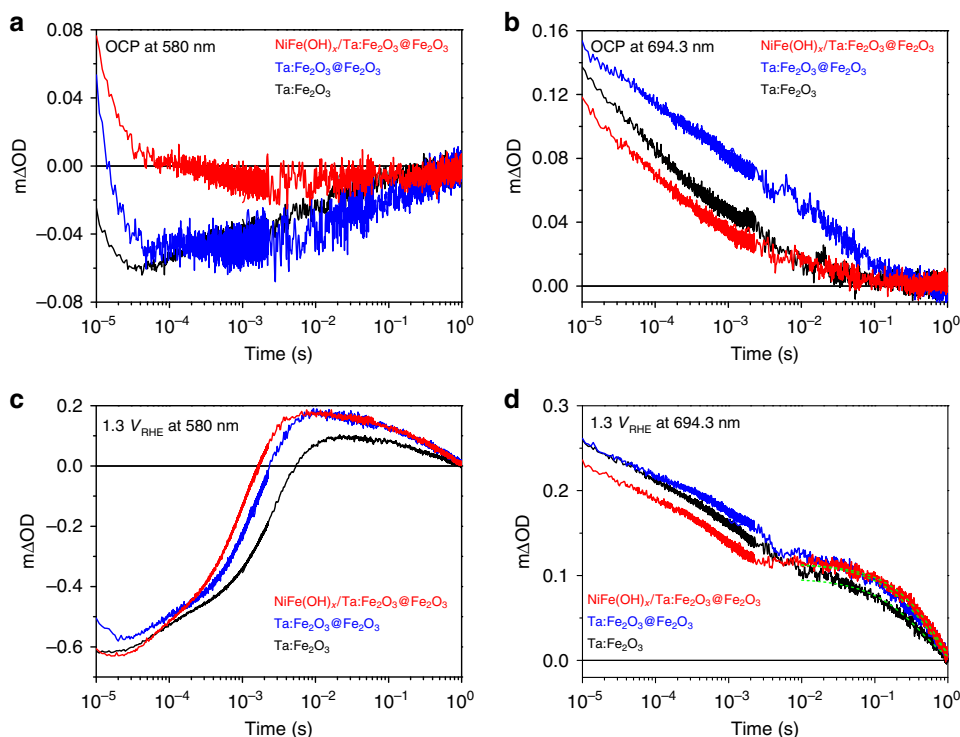 a
OCP at 580 nm
NiFe(OH)ₓ/Ta:Fe₂O₃@Fe₂O₃
Ta:Fe₂O₃@Fe₂O₃
Ta:Fe₂O₃
0.08
0.04
0.00
−0.04
−0.08
m∆OD
10⁻⁵ 10⁻⁴ 10⁻³ 10⁻² 10⁻¹ 10⁰
Time (s)
b
OCP at 694.3 nm
NiFe(OH)ₓ/Ta:Fe₂O₃@Fe₂O₃
Ta:Fe₂O₃@Fe₂O₃
Ta:Fe₂O₃
0.16
0.12
0.08
0.04
0.00
m∆OD
10⁻⁵ 10⁻⁴ 10⁻³ 10⁻² 10⁻¹ 10⁰
Time (s)
c
1.3 V_RHE at 580 nm
0.2
0.0
−0.2
−0.4
−0.6
m∆OD
NiFe(OH)ₓ/Ta:Fe₂O₃@Fe₂O₃
Ta:Fe₂O₃@Fe₂O₃
Ta:Fe₂O₃
10⁻⁵ 10⁻⁴ 10⁻³ 10⁻² 10⁻¹ 10⁰
Time (s)
d
1.3 V_RHE at 694.3 nm
0.3
0.2
0.1
0.0
m∆OD
NiFe(OH)ₓ/Ta:Fe₂O₃@Fe₂O₃
Ta:Fe₂O₃@Fe₂O₃
Ta:Fe₂O₃
10⁻⁵ 10⁻⁴ 10⁻³ 10⁻² 10⁻¹ 10⁰
Time (s)